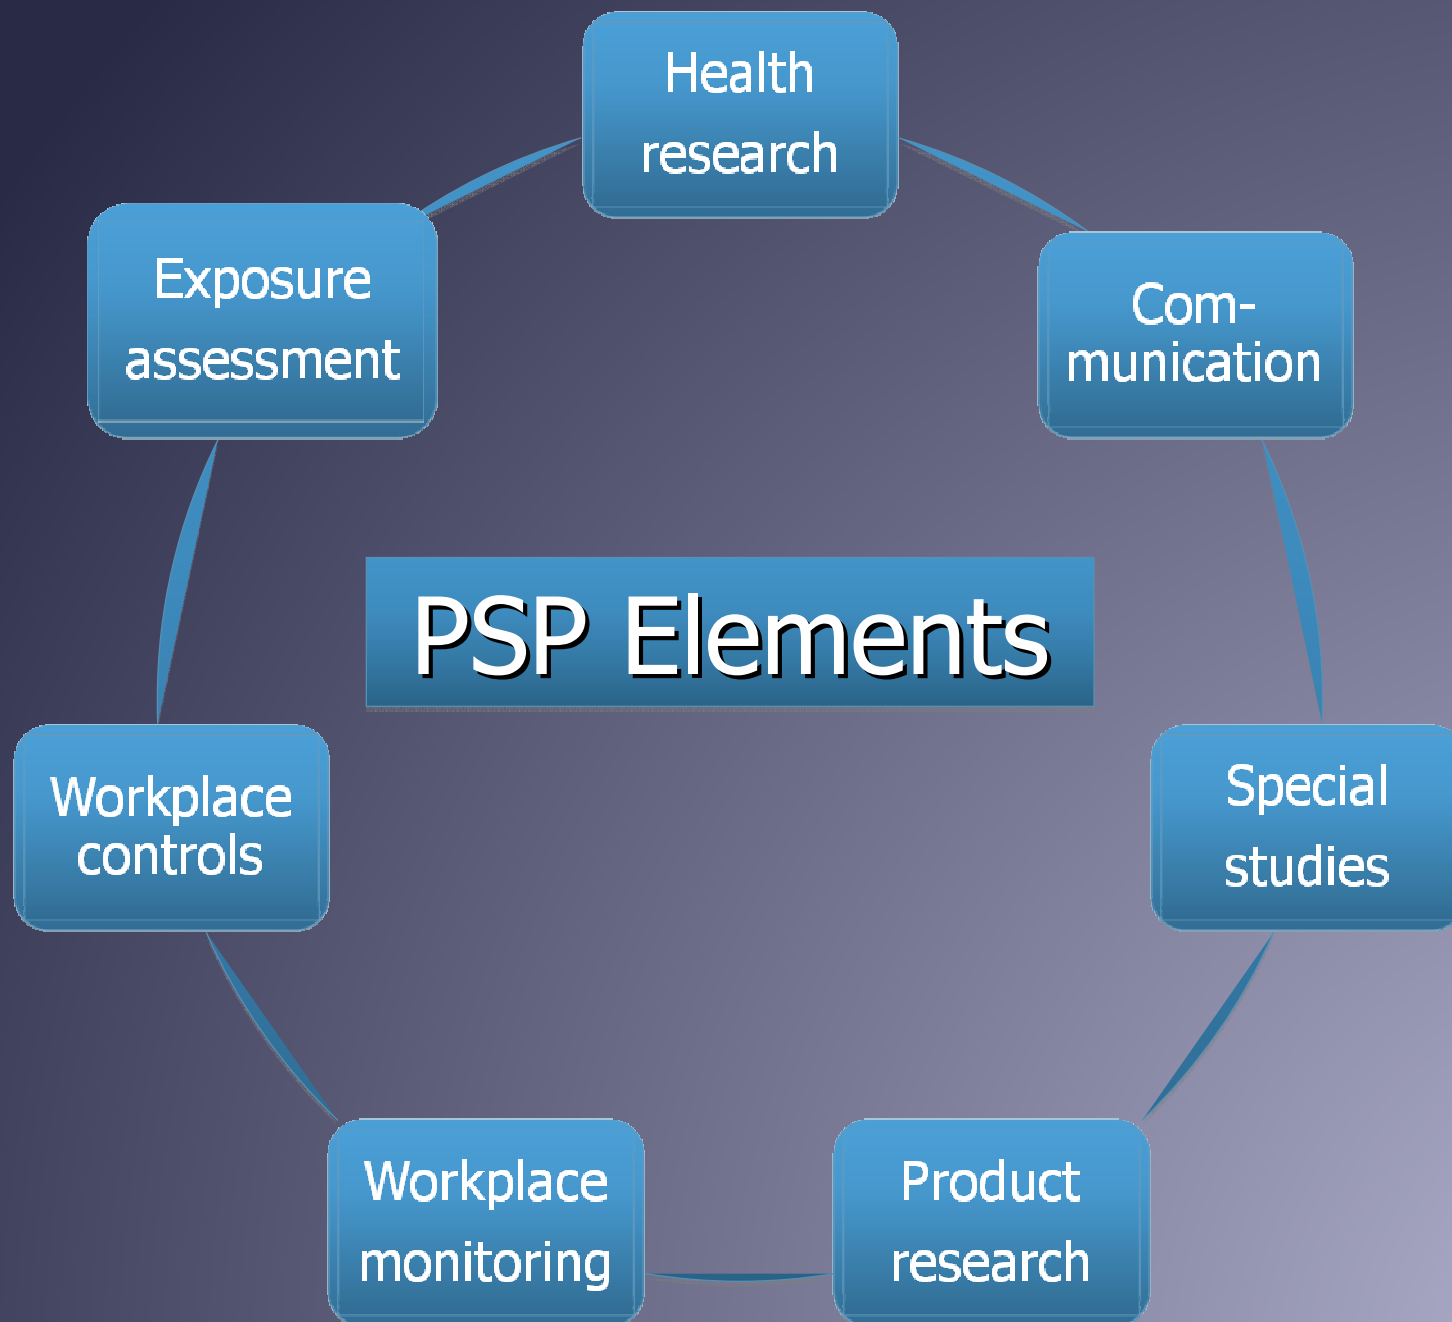 Health
research
Com-
munication
Special
studies
Product
research
Workplace
monitoring
Workplace
controls
Exposure
assessment
PSP Elements